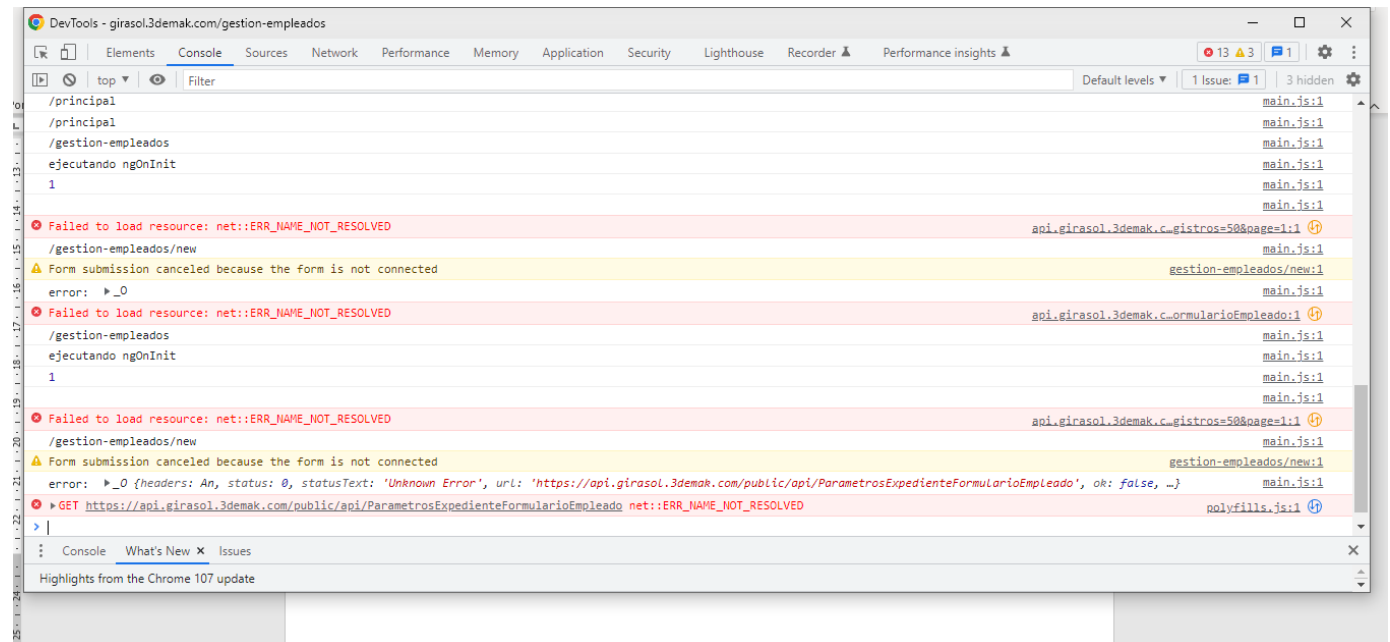 DevTools - girasol.3demak.com/gestion-empleados
Elements Console Sources Network Performance Memory Application Security Lighthouse Recorder Performance insights 13 3 1
top Filter Default levels 1 Issue: 1 3 hidden
/principal main.js:1
/principal main.js:1
/gestion-empleados main.js:1
ejecutando ngOnInit main.js:1
1 main.js:1
main.js:1
Failed to load resource: net::ERR_NAME_NOT_RESOLVED api.girasol.3demak.c…gistros=50&page=1:1
/gestion-empleados/new main.js:1
Form submission canceled because the form is not connected gestion-empleados/new:1
error: _O main.js:1
Failed to load resource: net::ERR_NAME_NOT_RESOLVED api.girasol.3demak.c…ormularioEmpleado:1
/gestion-empleados main.js:1
ejecutando ngOnInit main.js:1
1 main.js:1
main.js:1
Failed to load resource: net::ERR_NAME_NOT_RESOLVED api.girasol.3demak.c…gistros=50&page=1:1
/gestion-empleados/new main.js:1
Form submission canceled because the form is not connected gestion-empleados/new:1
error: _O {headers: An, status: 0, statusText: 'Unknown Error', url: 'https://api.girasol.3demak.com/public/api/ParametrosExpedienteFormularioEmpleado', ok: false, …} main.js:1
GET https://api.girasol.3demak.com/public/api/ParametrosExpedienteFormularioEmpleado net::ERR_NAME_NOT_RESOLVED polyfills.js:1
Console What's New Issues
Highlights from the Chrome 107 update